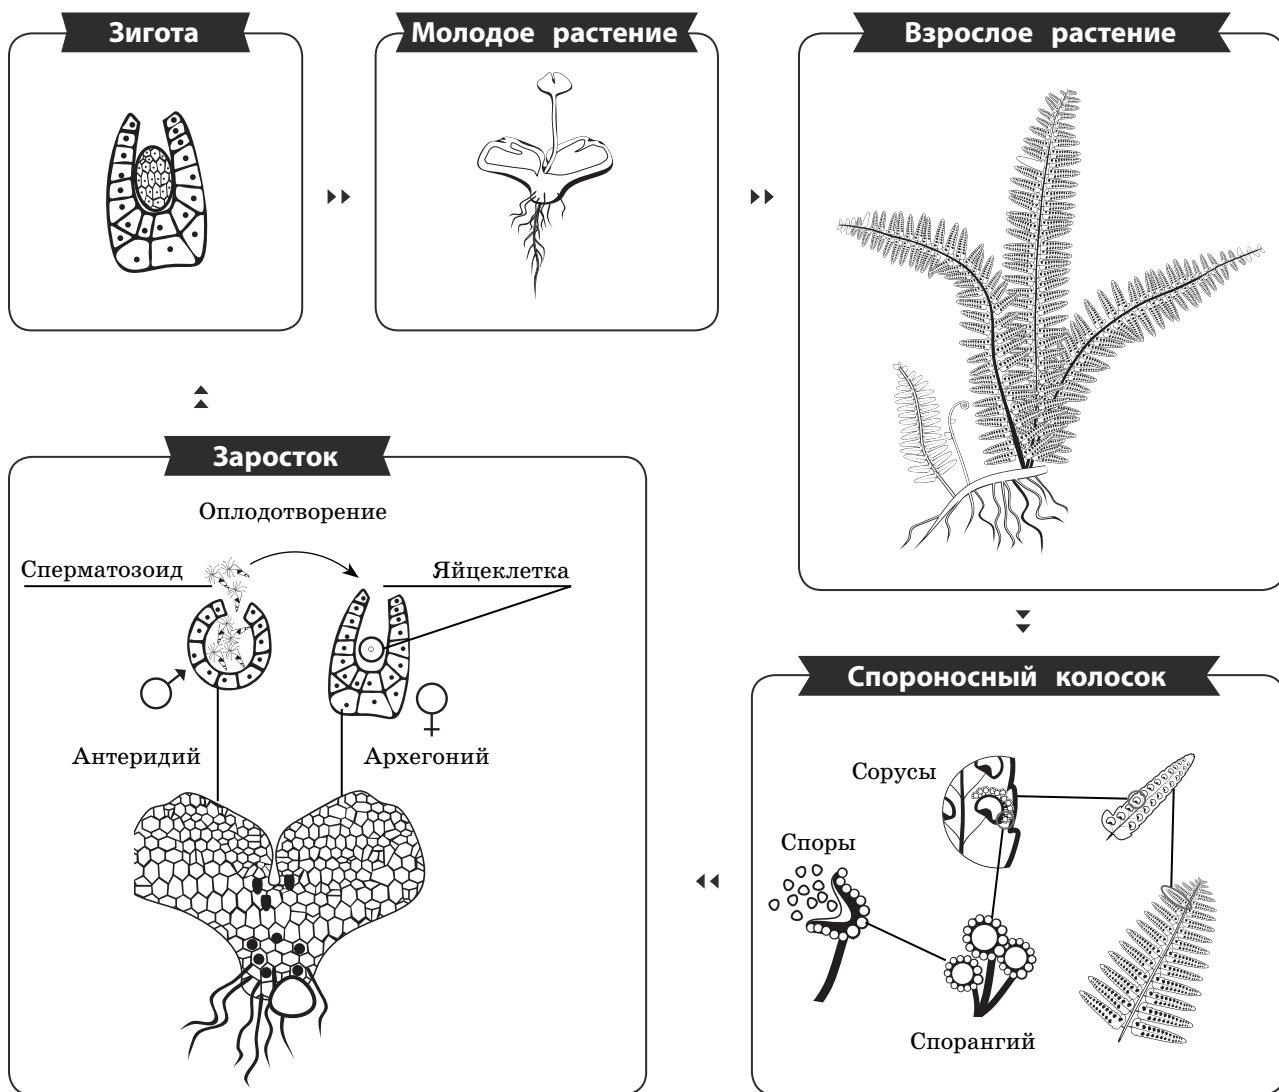 Зигота
Молодое растение
Взрослое растение
Заросток
Оплодотворение
Сперматозоид
Яйцеклетка
Антеридий
Архегоний
Спороносный колосок
Сорусы
Споры
Спорангий